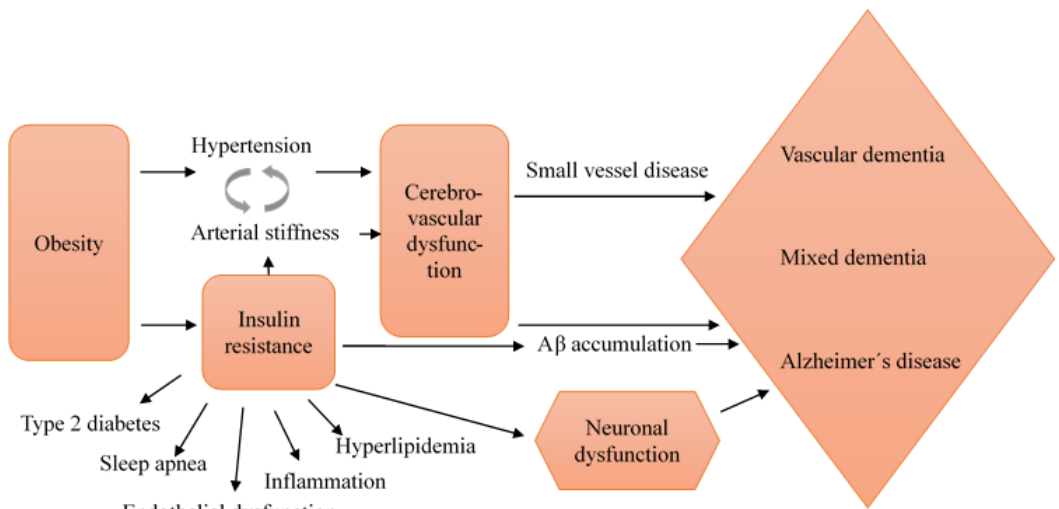 Hypertension
Arterial stiffness
Obesity
Insulin
resistance
Cerebro-
vascular
dysfunc-
tion
Small vessel disease
Aβ accumulation
Vascular dementia
Mixed dementia
Alzheimer´s disease
Neuronal
dysfunction
Type 2 diabetes
Sleep apnea
Hyperlipidemia
Inflammation